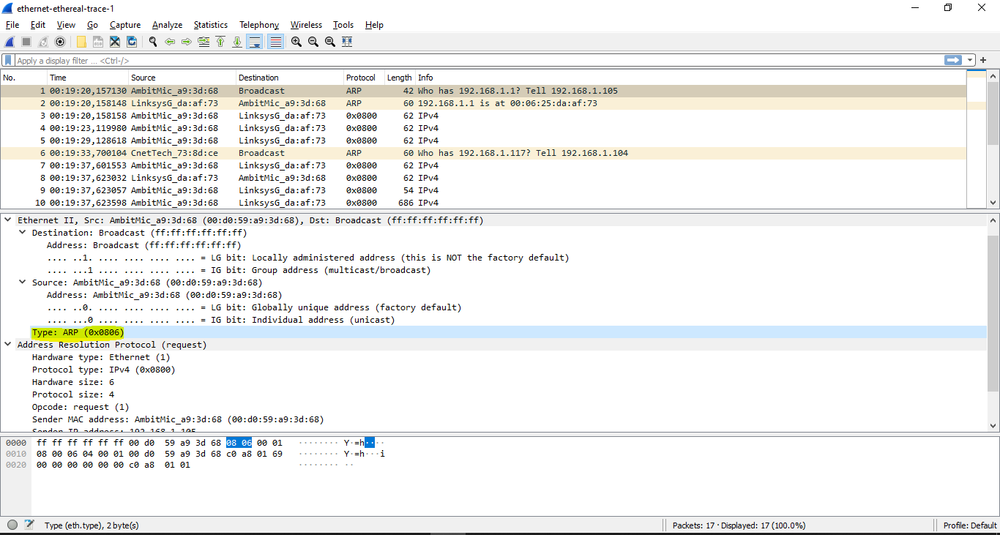 ethernet-ethereal-trace-1
File Edit View Go Capture Analyze Statistics Telephony Wireless Tools Help
Apply a display filter ... <Ctrl-/>
No. Time Source Destination Protocol Length Info
1 00:19:20,157130 AmbitMic_a9:3d:68 Broadcast ARP 42 Who has 192.168.1.1? Tell 192.168.1.105
2 00:19:20,158148 LinksysG_da:af:73 AmbitMic_a9:3d:68 ARP 60 192.168.1.1 is at 00:06:25:da:af:73
3 00:19:20,158158 AmbitMic_a9:3d:68 LinksysG_da:af:73 0x0800 62 IPv4
4 00:19:23,119980 AmbitMic_a9:3d:68 LinksysG_da:af:73 0x0800 62 IPv4
5 00:19:29,128618 AmbitMic_a9:3d:68 LinksysG_da:af:73 0x0800 62 IPv4
6 00:19:33,700104 CnetTech_73:8d:ce Broadcast ARP 60 Who has 192.168.1.117? Tell 192.168.1.104
7 00:19:37,601553 AmbitMic_a9:3d:68 LinksysG_da:af:73 0x0800 62 IPv4
8 00:19:37,623032 LinksysG_da:af:73 AmbitMic_a9:3d:68 0x0800 62 IPv4
9 00:19:37,623057 AmbitMic_a9:3d:68 LinksysG_da:af:73 0x0800 54 IPv4
10 00:19:37,623598 AmbitMic_a9:3d:68 LinksysG_da:af:73 0x0800 686 IPv4
Ethernet II, Src: AmbitMic_a9:3d:68 (00:d0:59:a9:3d:68), Dst: Broadcast (ff:ff:ff:ff:ff:ff)
Destination: Broadcast (ff:ff:ff:ff:ff:ff)
Address: Broadcast (ff:ff:ff:ff:ff:ff)
.... ..1. .... .... .... .... = LG bit: Locally administered address (this is NOT the factory default)
.... ...1 .... .... .... .... = IG bit: Group address (multicast/broadcast)
Source: AmbitMic_a9:3d:68 (00:d0:59:a9:3d:68)
Address: AmbitMic_a9:3d:68 (00:d0:59:a9:3d:68)
.... ..0. .... .... .... .... = LG bit: Globally unique address (factory default)
.... ...0 .... .... .... .... = IG bit: Individual address (unicast)
Type: ARP (0x0806)
Address Resolution Protocol (request)
Hardware type: Ethernet (1)
Protocol type: IPv4 (0x0800)
Hardware size: 6
Protocol size: 4
Opcode: request (1)
Sender MAC address: AmbitMic_a9:3d:68 (00:d0:59:a9:3d:68)
Sender IP address: 192.168.1.105
0000 ff ff ff ff ff ff 00 d0 59 a9 3d 68 08 06 00 01 ········ Y·=h····
0010 08 00 06 04 00 01 00 d0 59 a9 3d 68 c0 a8 01 69 ········ Y·=h···i
0020 00 00 00 00 00 00 c0 a8 01 01 ········ ··
Type (eth.type), 2 byte(s) Packets: 17 · Displayed: 17 (100.0%) Profile: Default